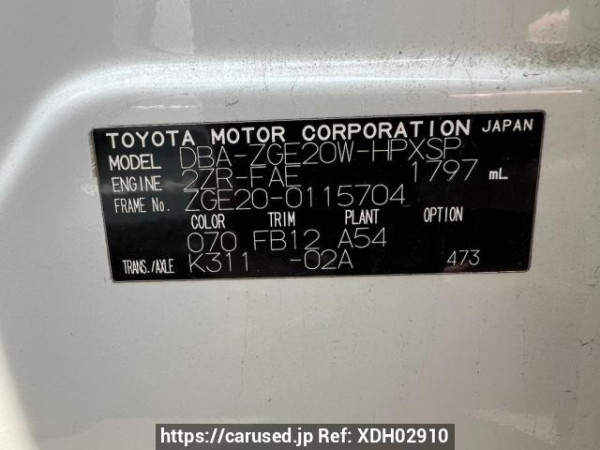 TOYOTA MOTOR CORPORATION JAPAN
MODEL DBA-ZGE20W-HPXSP
ENGINE 2ZR-FAE 1797 mL
FRAME No. ZGE20-0115704
COLOR TRIM PLANT OPTION
070 FB12 A54
TRANS./AXLE K311 -02A 473
https://carused.jp Ref: XDH02910